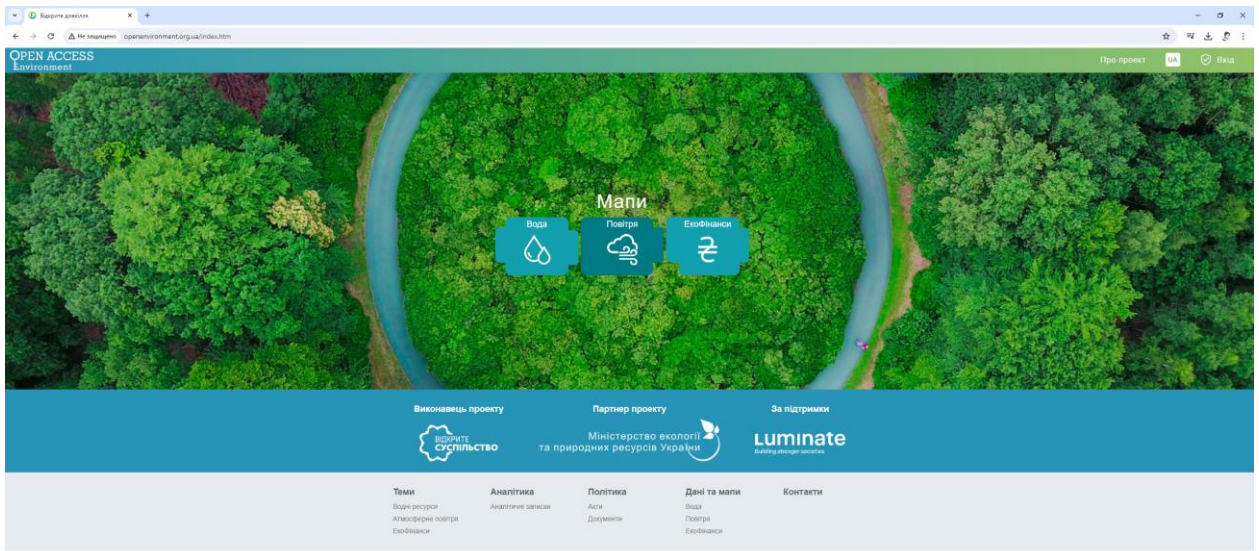 Відкрите довкілля
Не защищено openenvironment.org.ua/index.htm
OPEN ACCESS
Environment
Про проект UA Вхід
Мапи
Вода Повітря ЕкоФінанси
Виконавець проекту Партнер проекту За підтримки
ВІДКРИТЕ
СУСПІЛЬСТВО
Міністерство екології
та природних ресурсів України
Luminate
Building stronger societies
Теми Аналітика Політика Дані та мапи Контакти
Водні ресурси Аналітичні записки Акти Вода
Атмосферне повітря Документи Повітря
ЕкоФінанси ЕкоФінанси